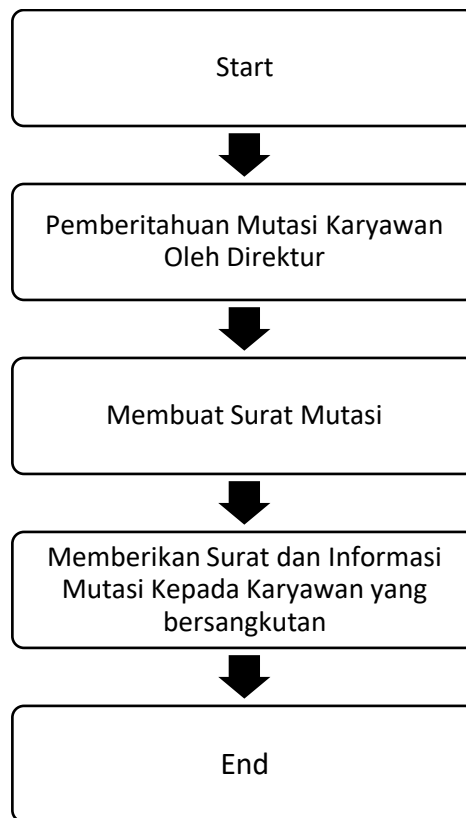 Start
Pemberitahuan Mutasi Karyawan
Oleh Direktur
Membuat Surat Mutasi
Memberikan Surat dan Informasi
Mutasi Kepada Karyawan yang
bersangkutan
End